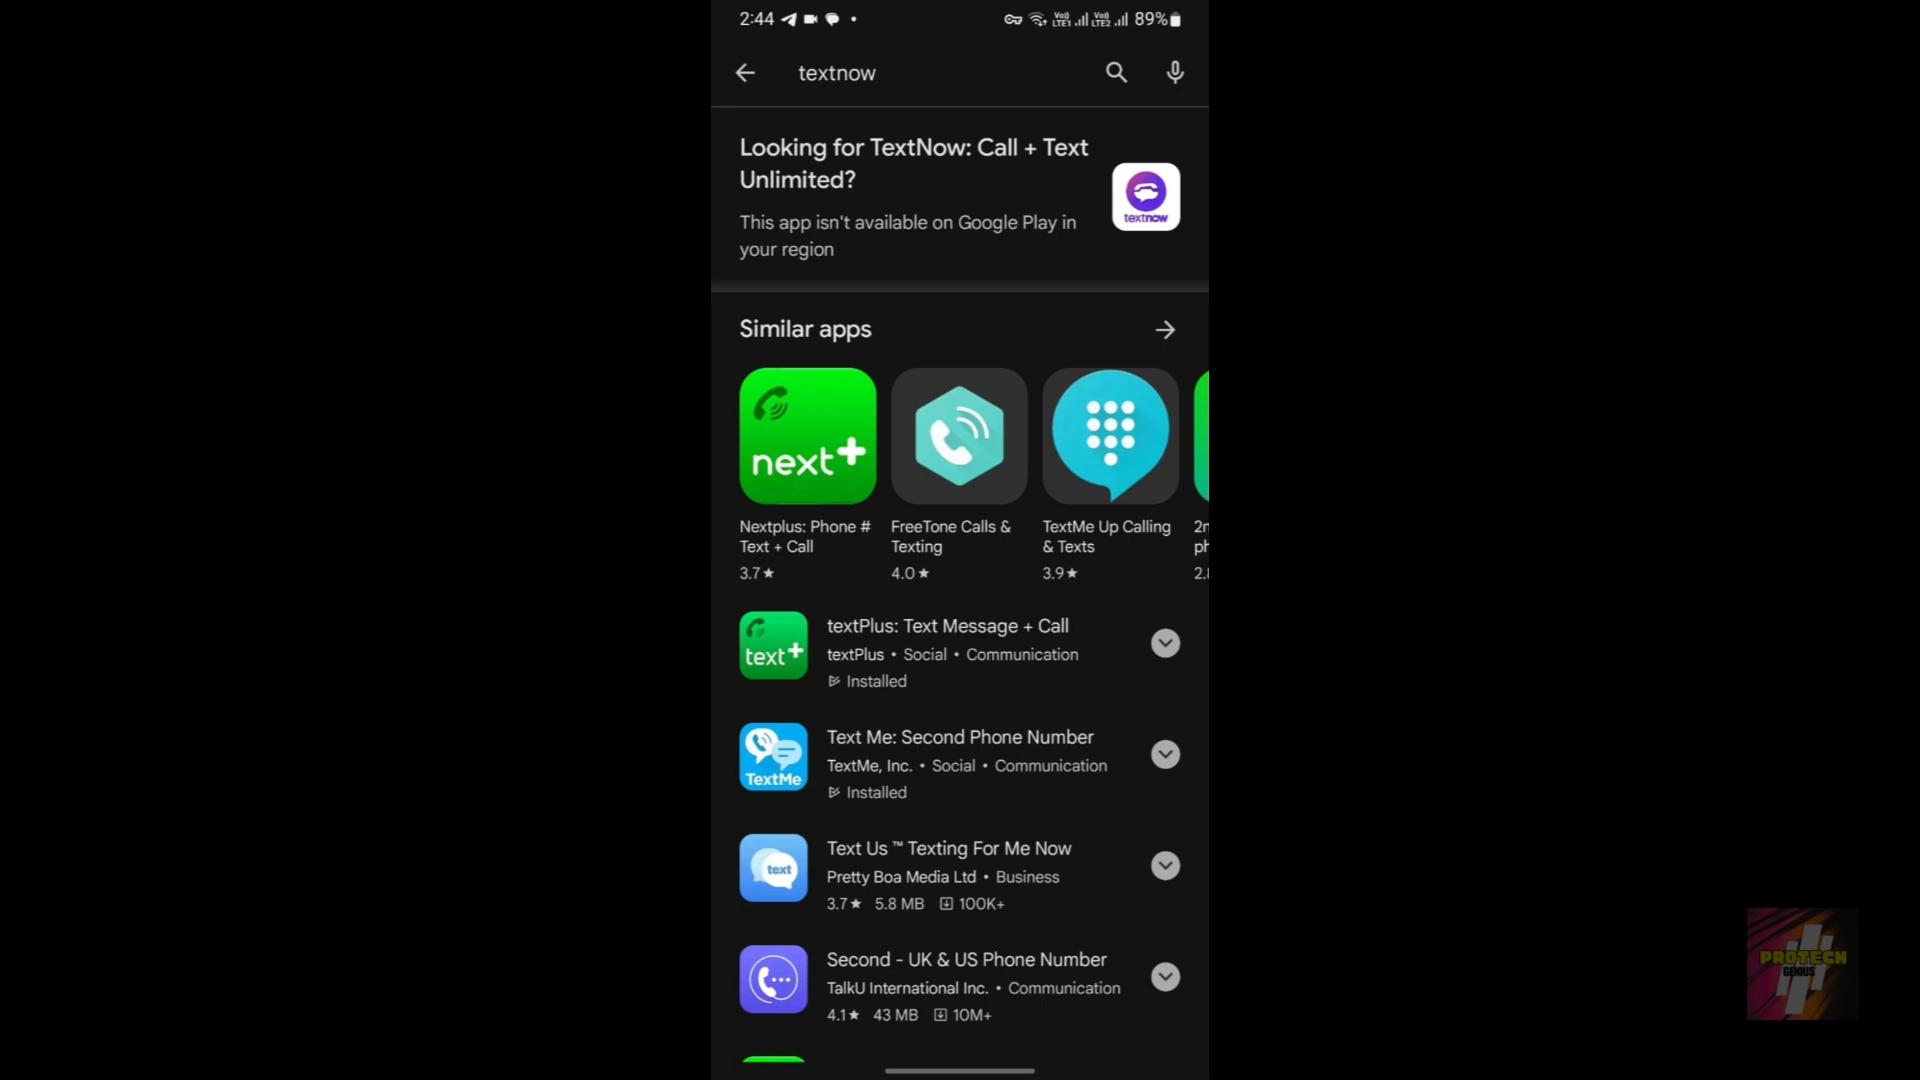 2:44 89%
VoI) LTE1 VoI) LTE2
textnow
Looking for TextNow: Call + Text
Unlimited?
This app isn't available on Google Play in
your region
textnow
Similar apps
next+
Nextplus: Phone #
Text + Call
3.7★
FreeTone Calls &
Texting
4.0★
TextMe Up Calling
& Texts
3.9★
text+
textPlus: Text Message + Call
textPlus • Social • Communication
Installed
TextMe
Text Me: Second Phone Number
TextMe, Inc. • Social • Communication
Installed
text
Text Us ™ Texting For Me Now
Pretty Boa Media Ltd • Business
3.7★ 5.8 MB 100K+
Second - UK & US Phone Number
TalkU International Inc. • Communication
4.1★ 43 MB 10M+
PROTECH
GENIUS